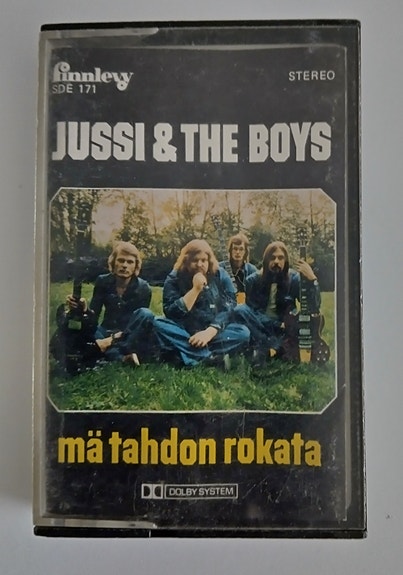 finnlevy
SDE 171
STEREO
JUSSI & THE BOYS
mä tahdon rokata
DOLBY SYSTEM